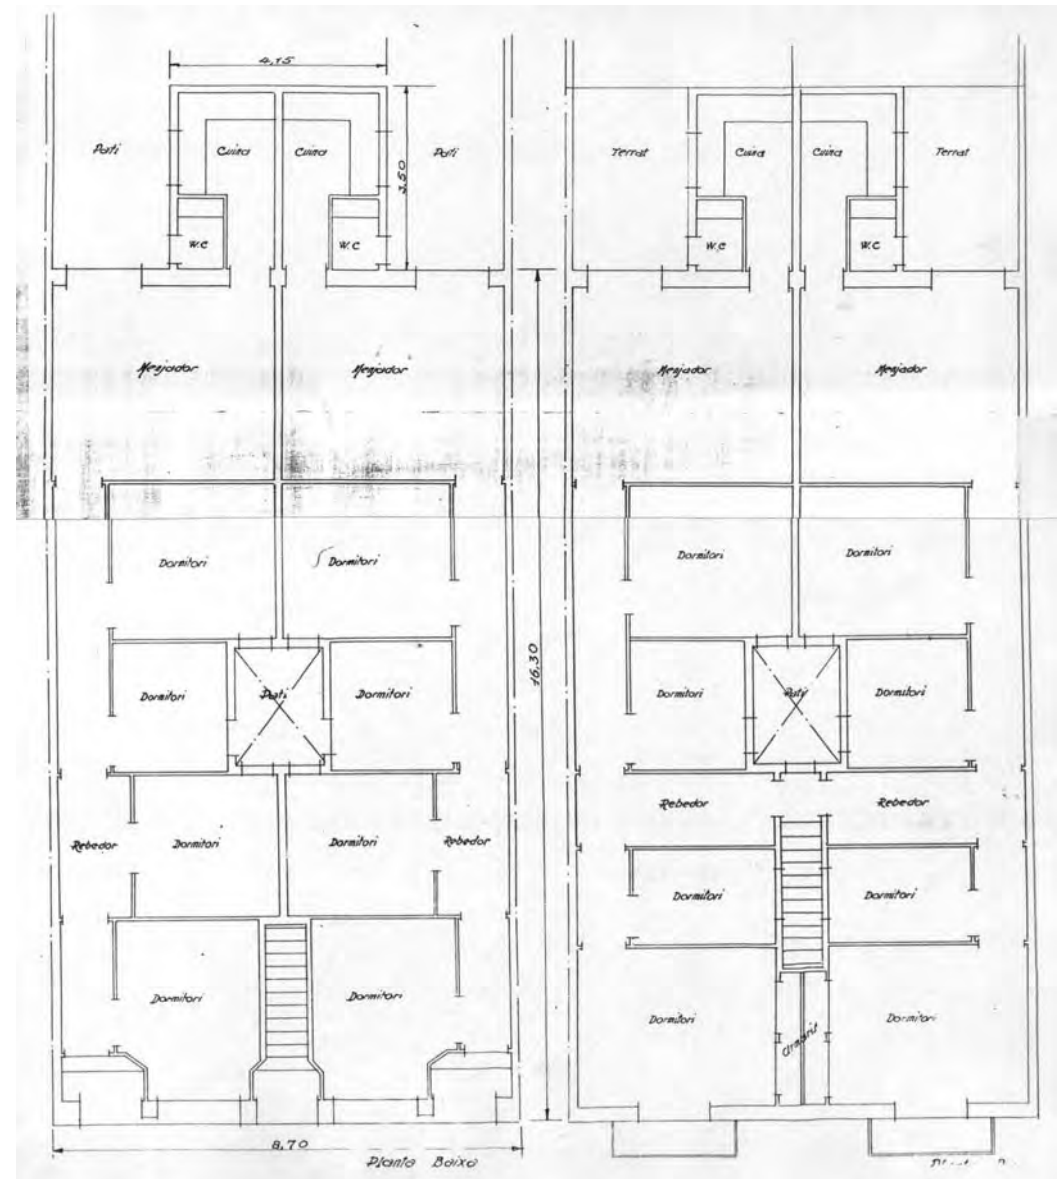 4,15
Pati
Cuina
Cuina
Pati
3,50
W.C
W.C
Menjador
Menjador
Dormitori
Dormitori
Dormitori
Pati
Dormitori
Rebedor
Dormitori
Dormitori
Rebedor
Dormitori
Dormitori
8,70
Planta Baixa
16,30
Terrat
Cuina
Cuina
Terrat
W.C
W.C
Menjador
Menjador
Dormitori
Dormitori
Dormitori
Pati
Dormitori
Rebedor
Rebedor
Dormitori
Dormitori
Dormitori
Armari
Dormitori